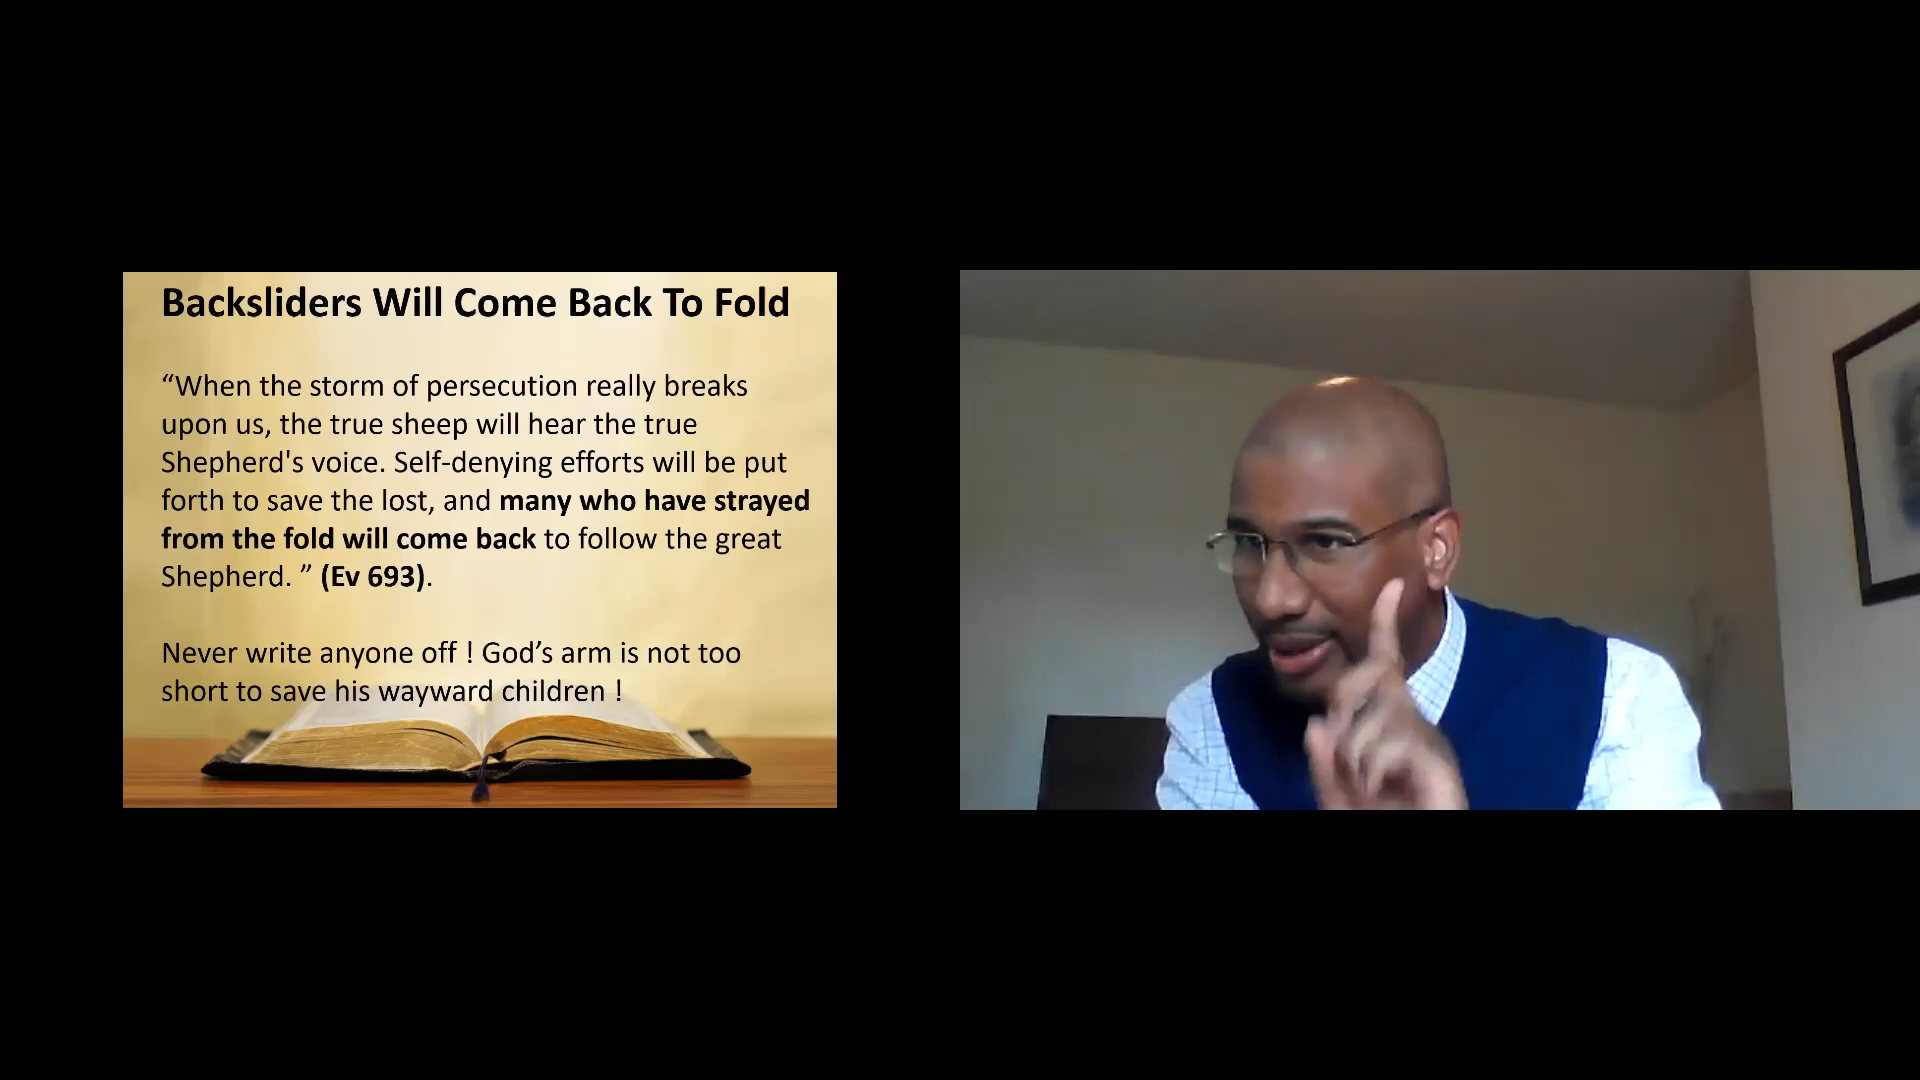 Backsliders Will Come Back To Fold
“When the storm of persecution really breaks
upon us, the true sheep will hear the true
Shepherd's voice. Self-denying efforts will be put
forth to save the lost, and many who have strayed
from the fold will come back to follow the great
Shepherd. ” (Ev 693).
Never write anyone off ! God’s arm is not too
short to save his wayward children !